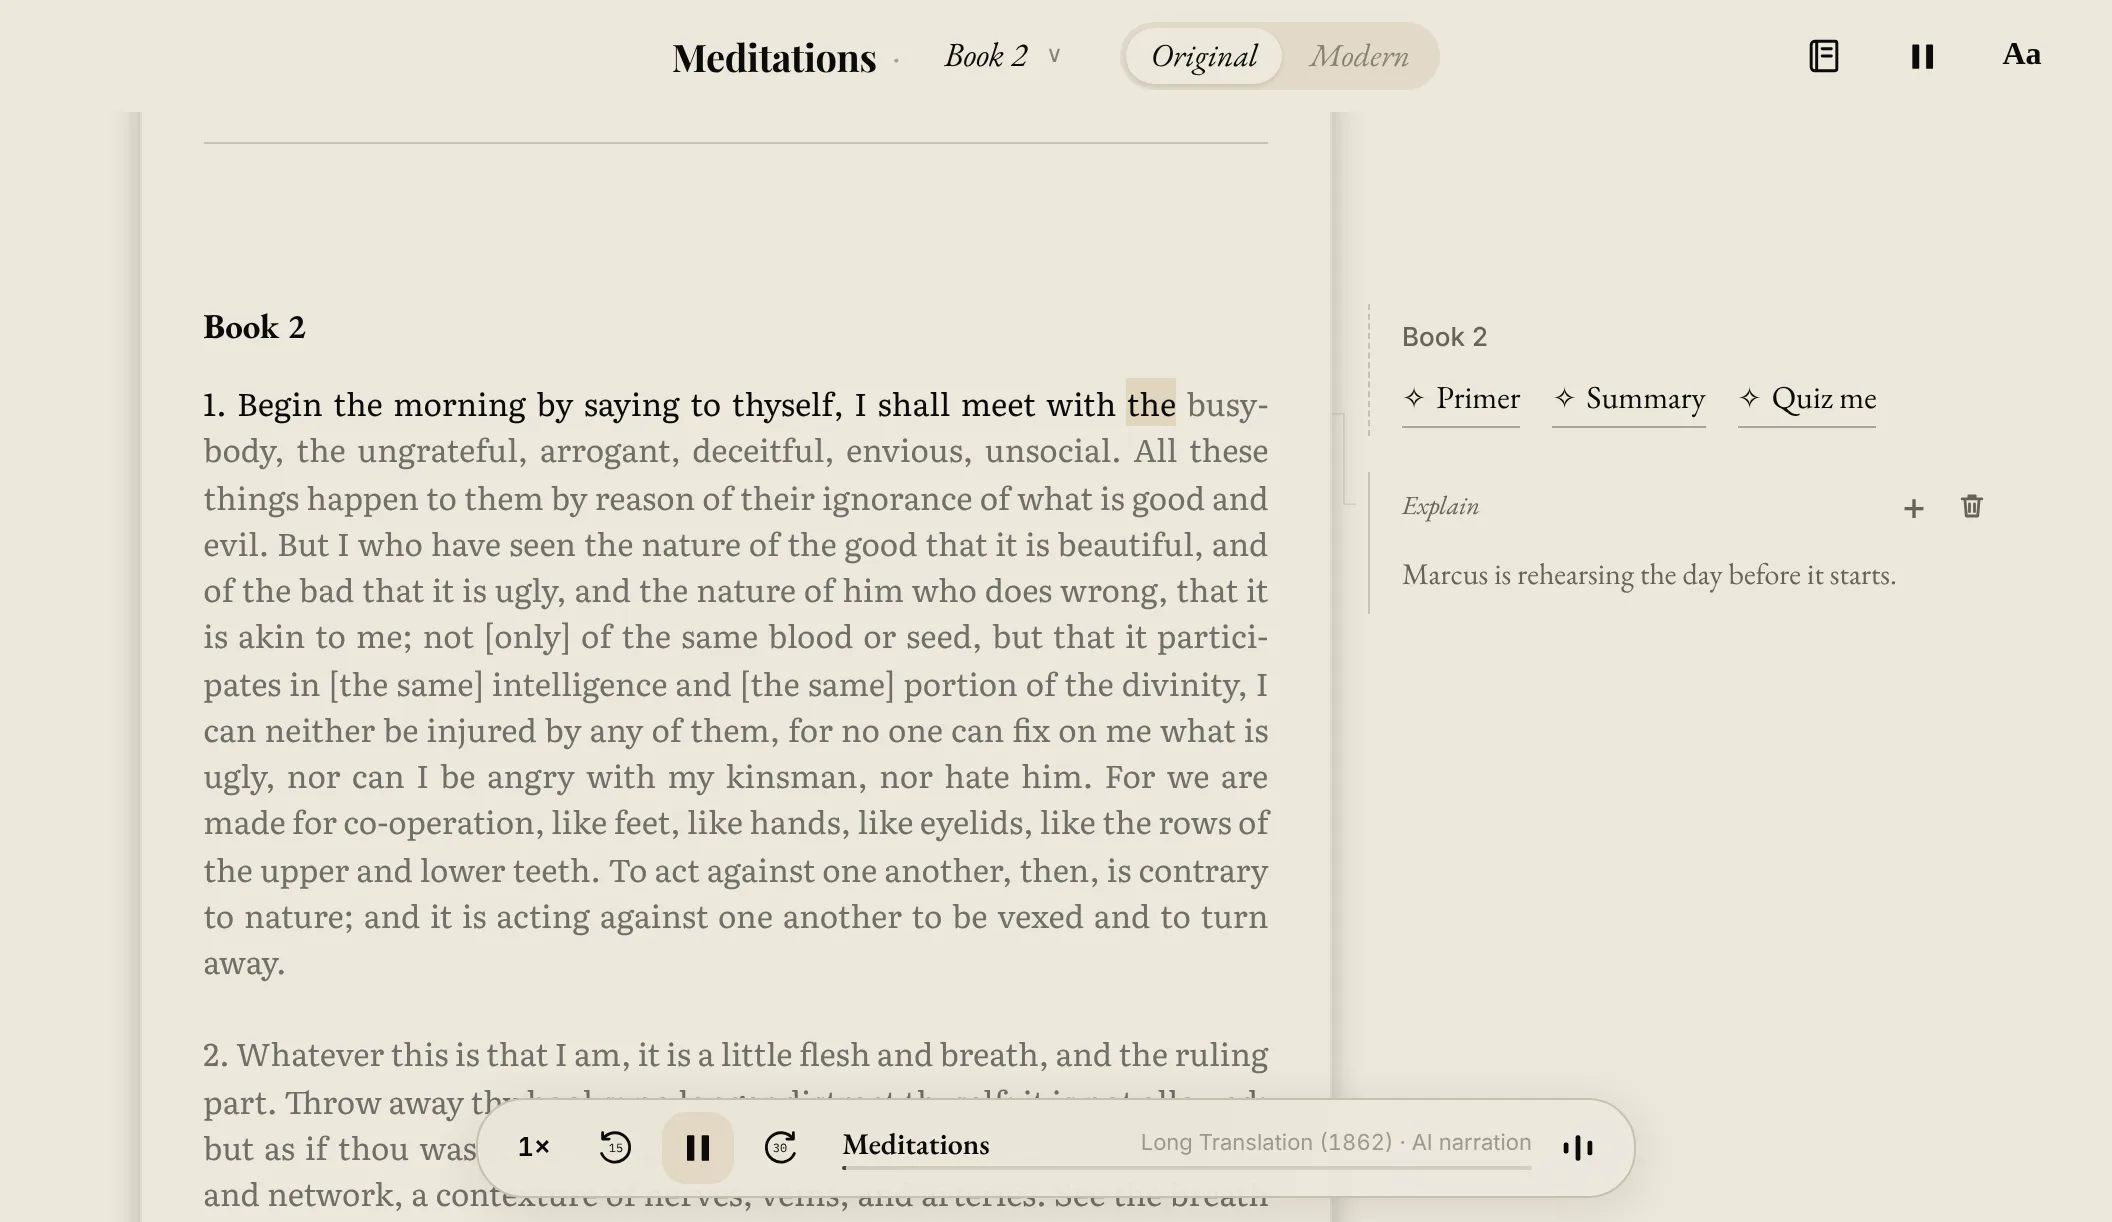 Meditations · Book 2 Original Modern Aa
Book 2
1. Begin the morning by saying to thyself, I shall meet with the busy-
body, the ungrateful, arrogant, deceitful, envious, unsocial. All these
things happen to them by reason of their ignorance of what is good and
evil. But I who have seen the nature of the good that it is beautiful, and
of the bad that it is ugly, and the nature of him who does wrong, that it
is akin to me; not [only] of the same blood or seed, but that it partici-
pates in [the same] intelligence and [the same] portion of the divinity, I
can neither be injured by any of them, for no one can fix on me what is
ugly, nor can I be angry with my kinsman, nor hate him. For we are
made for co-operation, like feet, like hands, like eyelids, like the rows of
the upper and lower teeth. To act against one another, then, is contrary
to nature; and it is acting against one another to be vexed and to turn
away.
2. Whatever this is that I am, it is a little flesh and breath, and the ruling
part. Throw away
but as if thou was
and network, a contexture of nerves, veins, and arteries. See the breath
Book 2
Primer Summary Quiz me
Explain
Marcus is rehearsing the day before it starts.
1× 15 30 Meditations Long Translation (1862) · AI narration